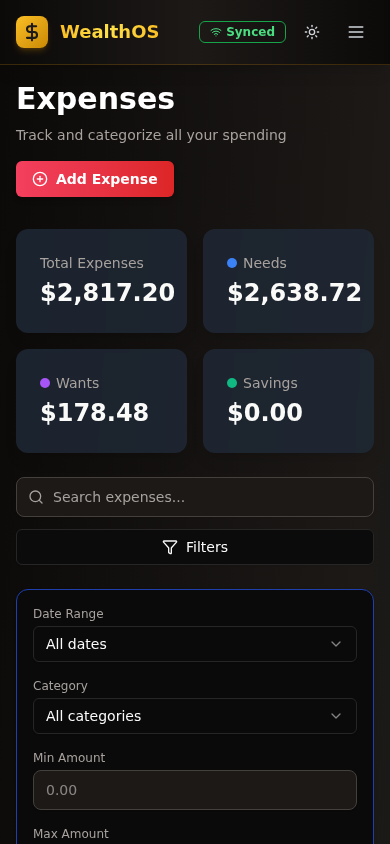 $ WealthOS Synced
Expenses
Track and categorize all your spending
Add Expense
Total Expenses
$2,817.20
Needs
$2,638.72
Wants
$178.48
Savings
$0.00
Search expenses...
Filters
Date Range
All dates
Category
All categories
Min Amount
0.00
Max Amount